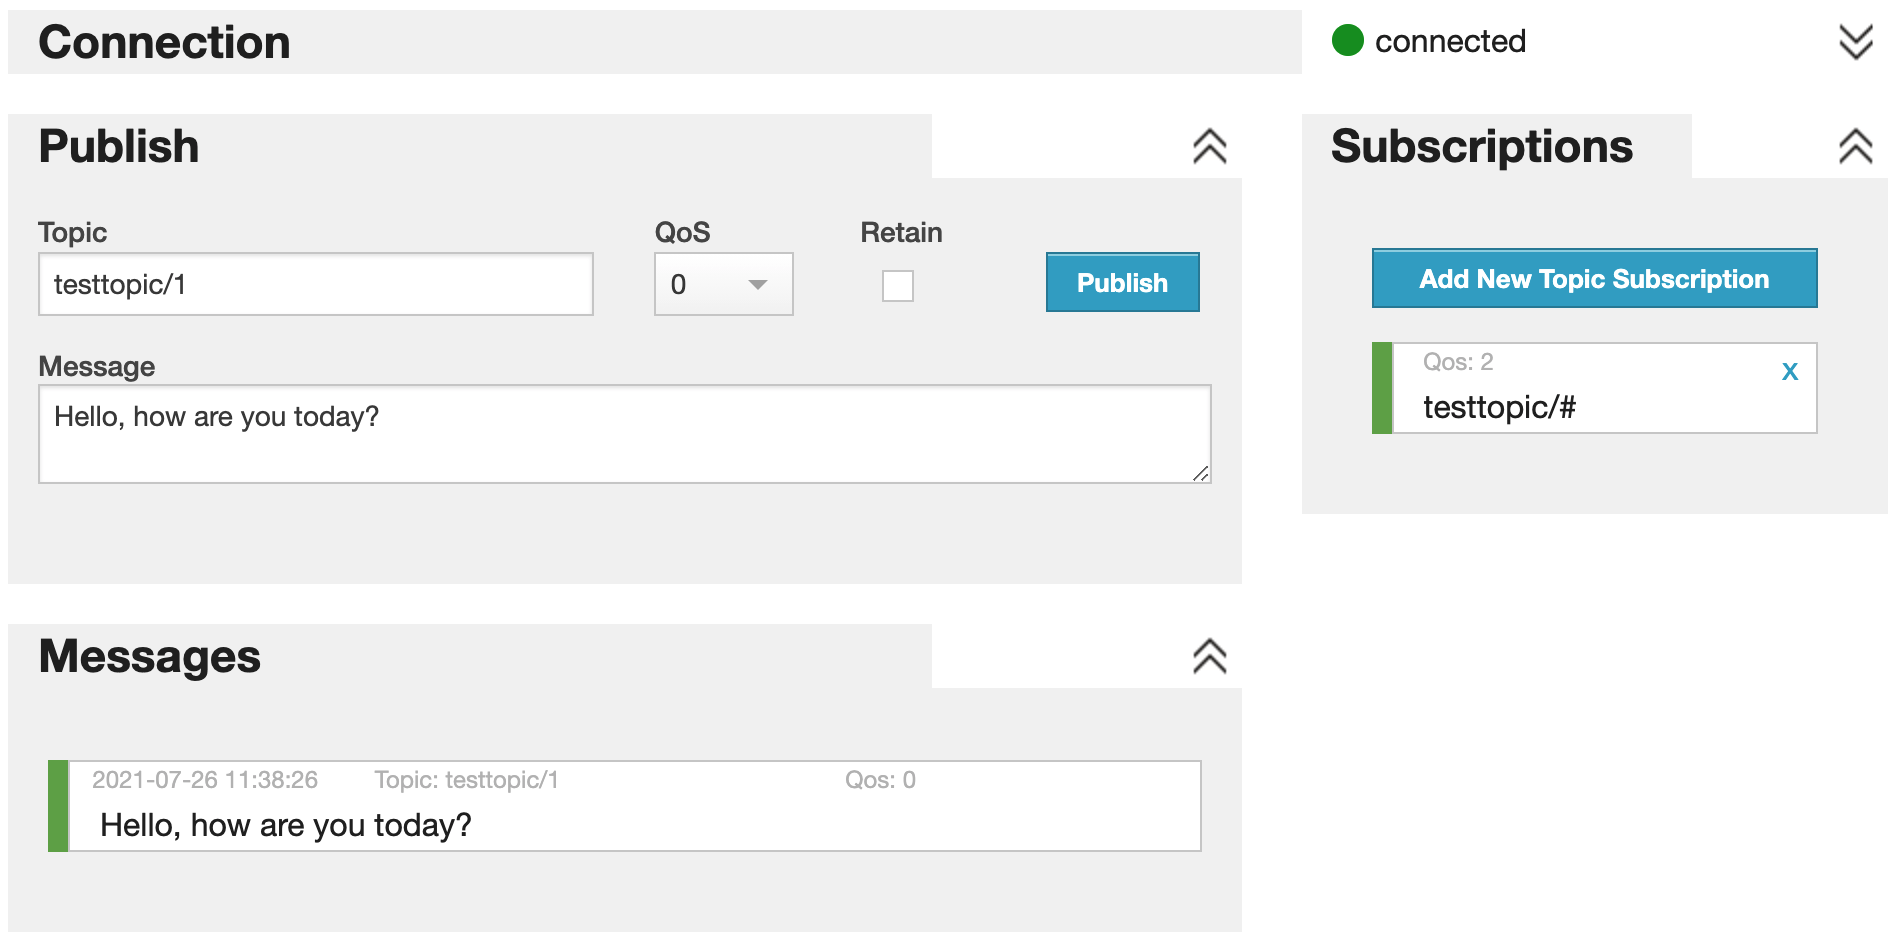 Connection
connected
Publish
Topic
QoS
Retain
testtopic/1
0
Publish
Message
Hello, how are you today?
Subscriptions
Add New Topic Subscription
Qos: 2
X
testtopic/#
Messages
2021-07-26 11:38:26 Topic: testtopic/1 Qos: 0
Hello, how are you today?